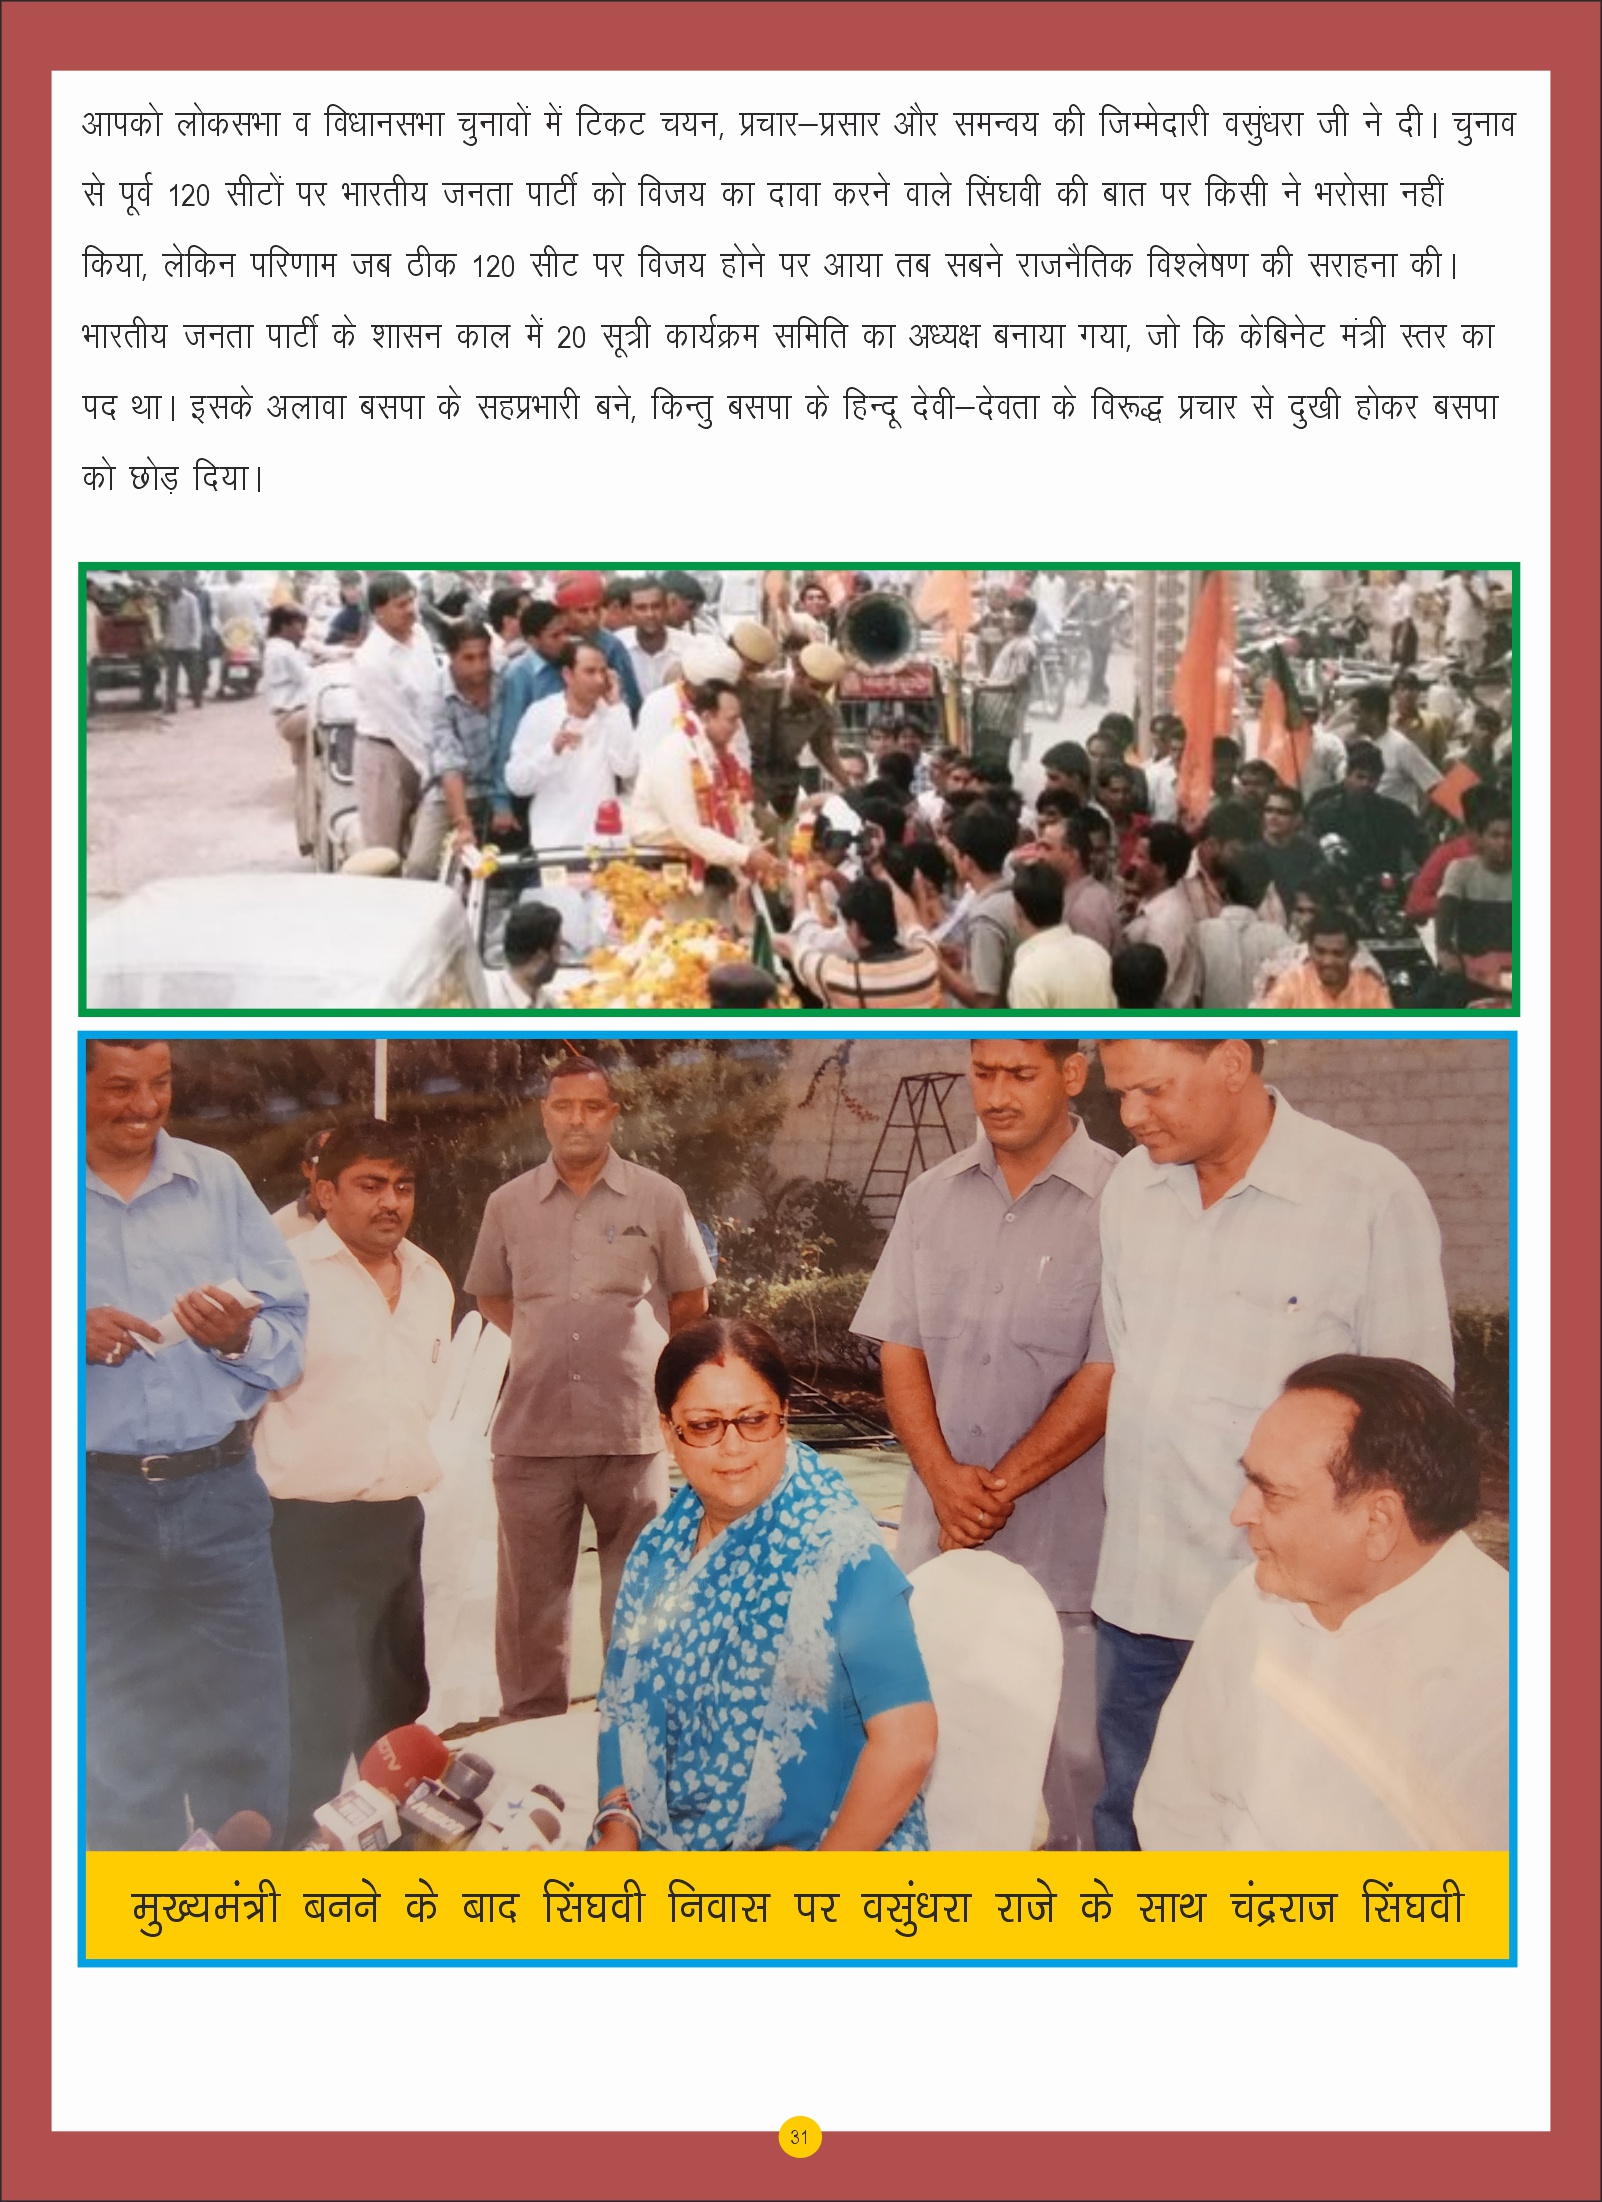 आपको लोकसभा व विधानसभा चुनावों में टिकट चयन, प्रचार–प्रसार और समन्वय की जिम्मेदारी वसुंधरा जी ने दी। चुनाव
से पूर्व 120 सीटों पर भारतीय जनता पार्टी को विजय का दावा करने वाले सिंघवी की बात पर किसी ने भरोसा नहीं
किया, लेकिन परिणाम जब ठीक 120 सीट पर विजय होने पर आया तब सबने राजनैतिक विश्लेषण की सराहना की।
भारतीय जनता पार्टी के शासन काल में 20 सूत्री कार्यक्रम समिति का अध्यक्ष बनाया गया, जो कि केबिनेट मंत्री स्तर का
पद था। इसके अलावा बसपा के सहप्रभारी बने, किन्तु बसपा के हिन्दू देवी–देवता के विरूद्ध प्रचार से दुखी होकर बसपा
को छोड़ दिया।
मुख्यमंत्री बनने के बाद सिंघवी निवास पर वसुंधरा राजे के साथ चंद्रराज सिंघवी
31